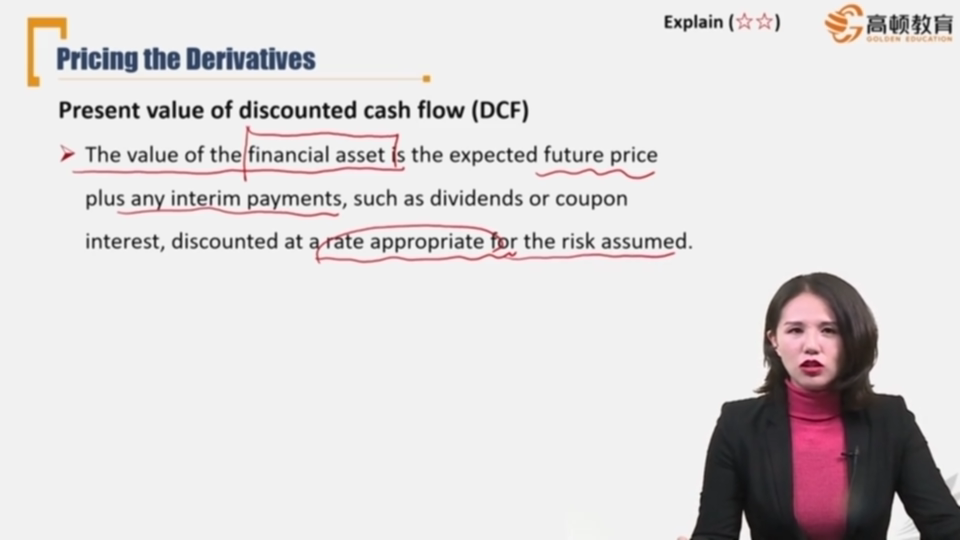 Explain (☆☆)
高顿教育
GOLDEN EDUCATION
Pricing the Derivatives
Present value of discounted cash flow (DCF)
The value of the financial asset is the expected future price
plus any interim payments, such as dividends or coupon
interest, discounted at a rate appropriate for the risk assumed.